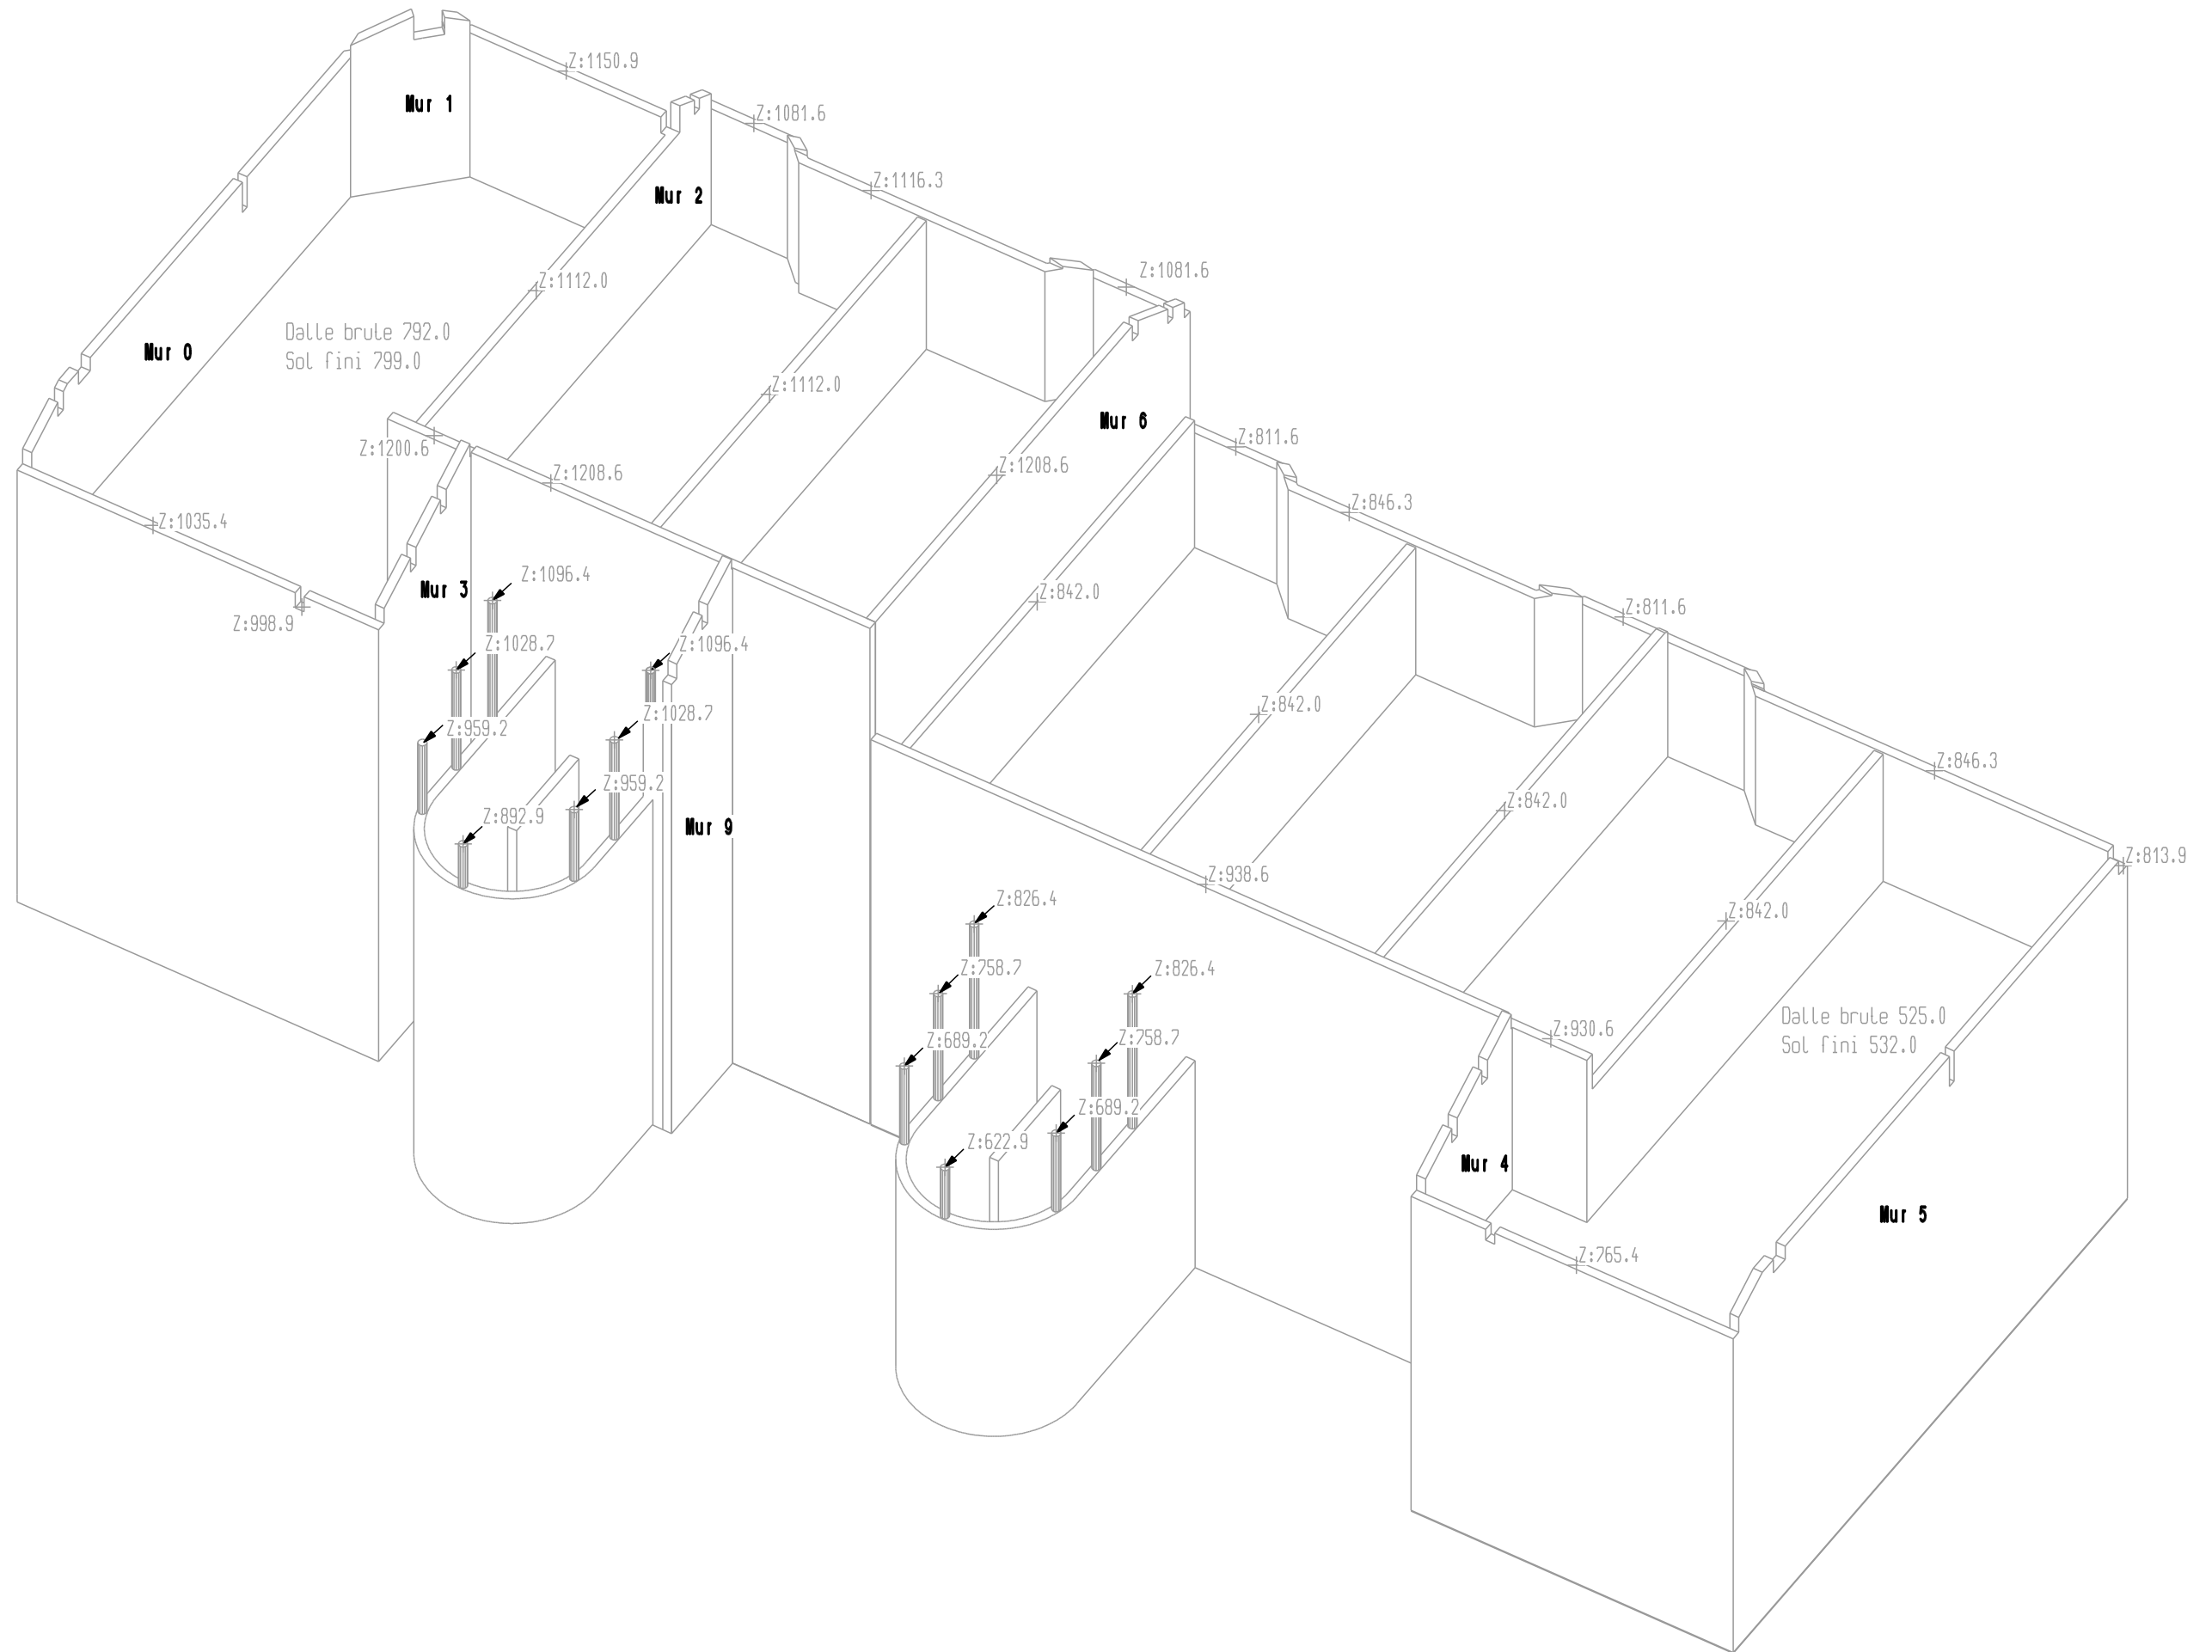 Z:1150.9
Mur 1
Z:1081.6
Z:1116.3
Mur 2
Z:1081.6
Z:1112.0
Dalle brule 792.0
Sol fini 799.0
Mur 0
Z:1112.0
Mur 6
Z:1200.6
Z:811.6
Z:1208.6
Z:1208.6
Z:846.3
Z:1035.4
Z:1096.4
Mur 3
Z:842.0
Z:811.6
Z:998.9
Z:1028.7
Z:1096.4
Z:1028.7
Z:842.0
Z:959.2
Z:846.3
Z:959.2
Z:842.0
Z:892.9
Mur 9
Z:813.9
Z:938.6
Z:826.4
Z:842.0
Z:758.7
Z:826.4
Dalle brule 525.0
Sol fini 532.0
Z:930.6
Z:689.2
Z:758.7
Z:689.2
Z:622.9
Mur 4
Mur 5
Z:765.4